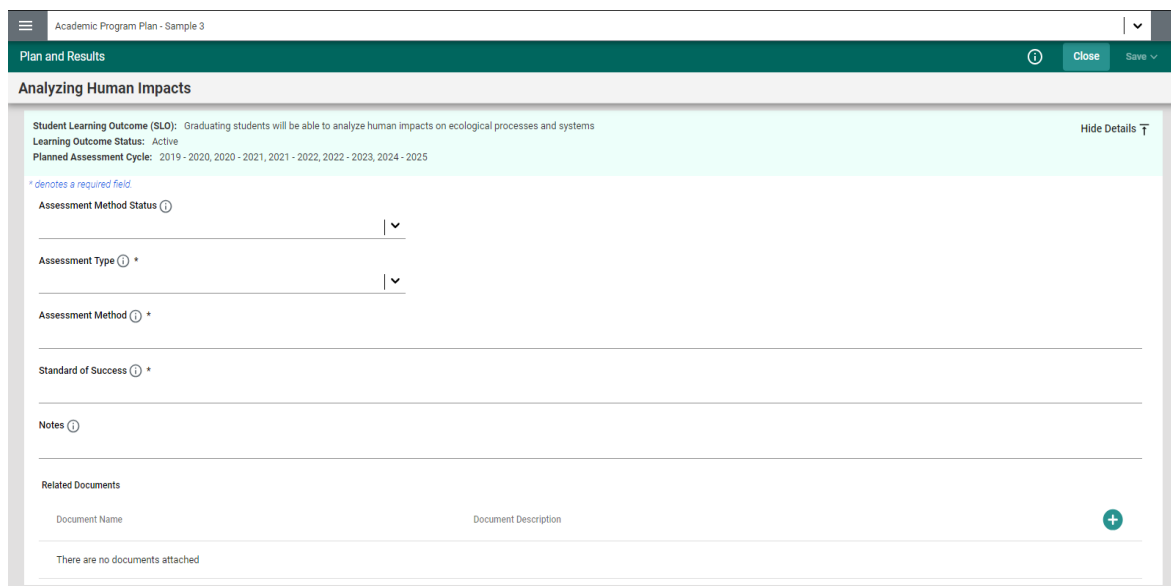 Academic Program Plan - Sample 3
Plan and Results
Close
Save
Analyzing Human Impacts
Student Learning Outcome (SLO): Graduating students will be able to analyze human impacts on ecological processes and systems
Hide Details
Learning Outcome Status: Active
Planned Assessment Cycle: 2019 - 2020, 2020 - 2021, 2021 - 2022, 2022 - 2023, 2024 - 2025
* denotes a required field.
Assessment Method Status
Assessment Type *
Assessment Method *
Standard of Success *
Notes
Related Documents
Document Name Document Description
There are no documents attached